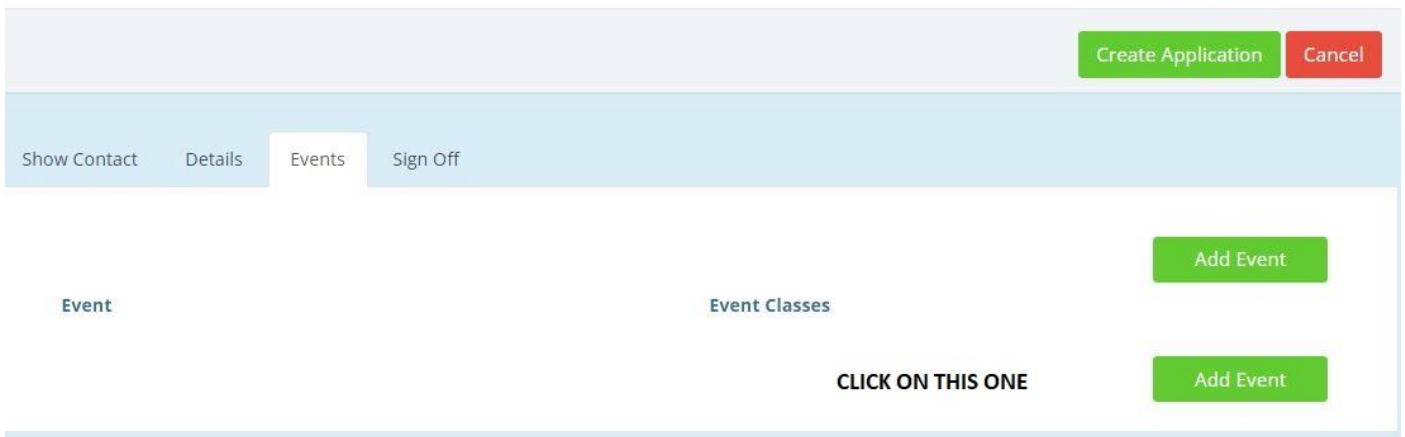 Create Application Cancel
Show Contact Details Events Sign Off
Add Event
Event Event Classes
CLICK ON THIS ONE Add Event